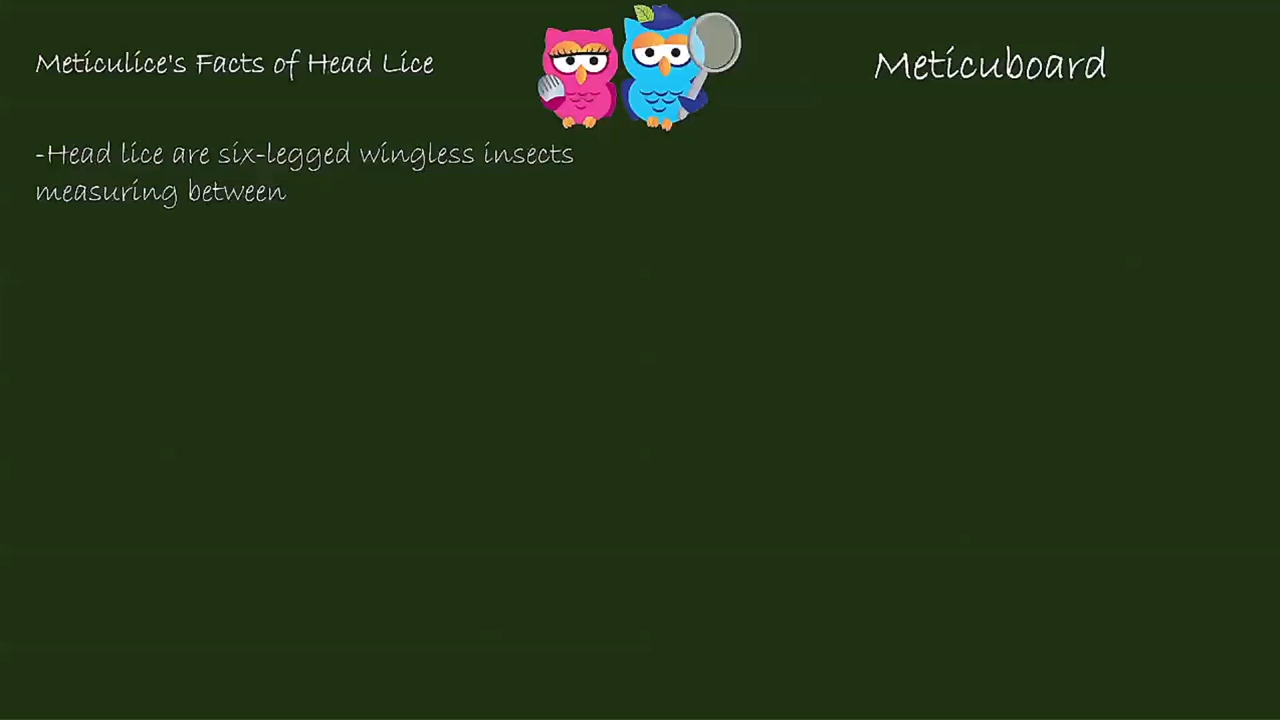 Meticulice's Facts of Head Lice
Meticuboard
-Head lice are six-legged wingless insects
measuring between